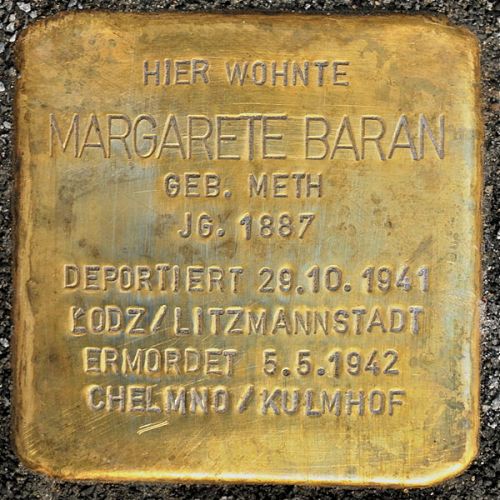 HIER WOHNTE
MARGARETE BARAN
GEB. METH
JG. 1887
DEPORTIERT 29.10.1941
ŁODZ/LITZMANNSTADT
ERMORDET 5.5.1942
CHELMNO/KULMHOF